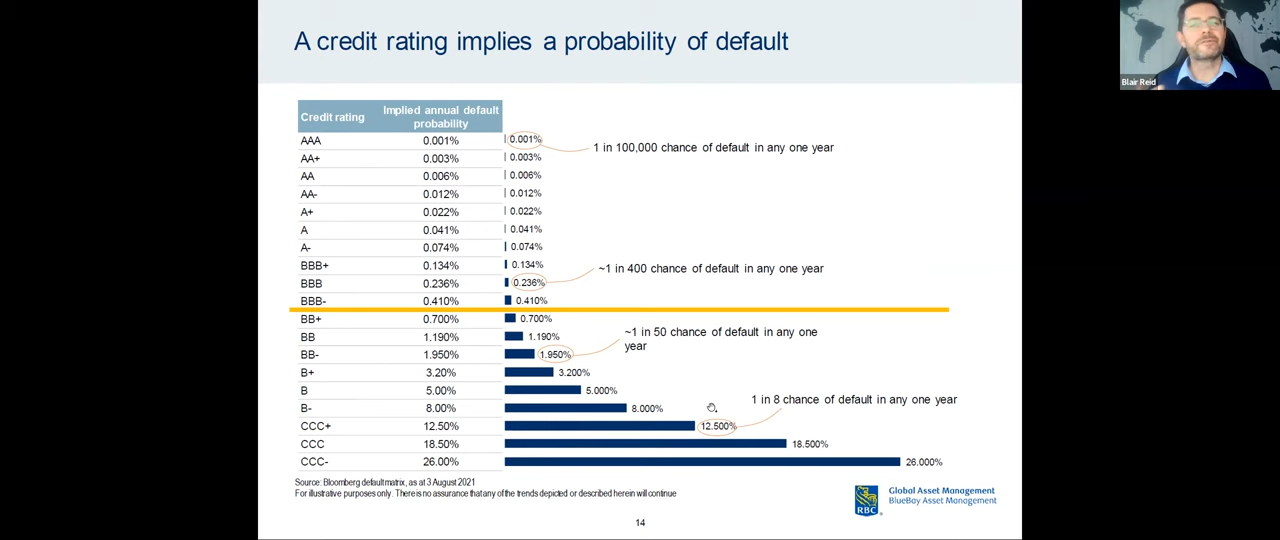 A credit rating implies a probability of default
Blair Reid
Credit rating Implied annual default probability
AAA 0.001% 0.001%
1 in 100,000 chance of default in any one year
AA+ 0.003% 0.003%
AA 0.006% 0.006%
AA- 0.012% 0.012%
A+ 0.022% 0.022%
A 0.041% 0.041%
A- 0.074% 0.074%
BBB+ 0.134% 0.134%
~1 in 400 chance of default in any one year
BBB 0.236% 0.236%
BBB- 0.410% 0.410%
BB+ 0.700% 0.700%
~1 in 50 chance of default in any one
year
BB 1.190% 1.190%
BB- 1.950% 1.950%
B+ 3.20% 3.200%
B 5.00% 5.000%
1 in 8 chance of default in any one year
B- 8.00% 8.000%
CCC+ 12.50% 12.500%
CCC 18.50% 18.500%
CCC- 26.00% 26.000%
Source: Bloomberg default matrix, as at 3 August 2021
For illustrative purposes only. There is no assurance that any of the trends depicted or described herein will continue
RBC
®
Global Asset Management
BlueBay Asset Management
14